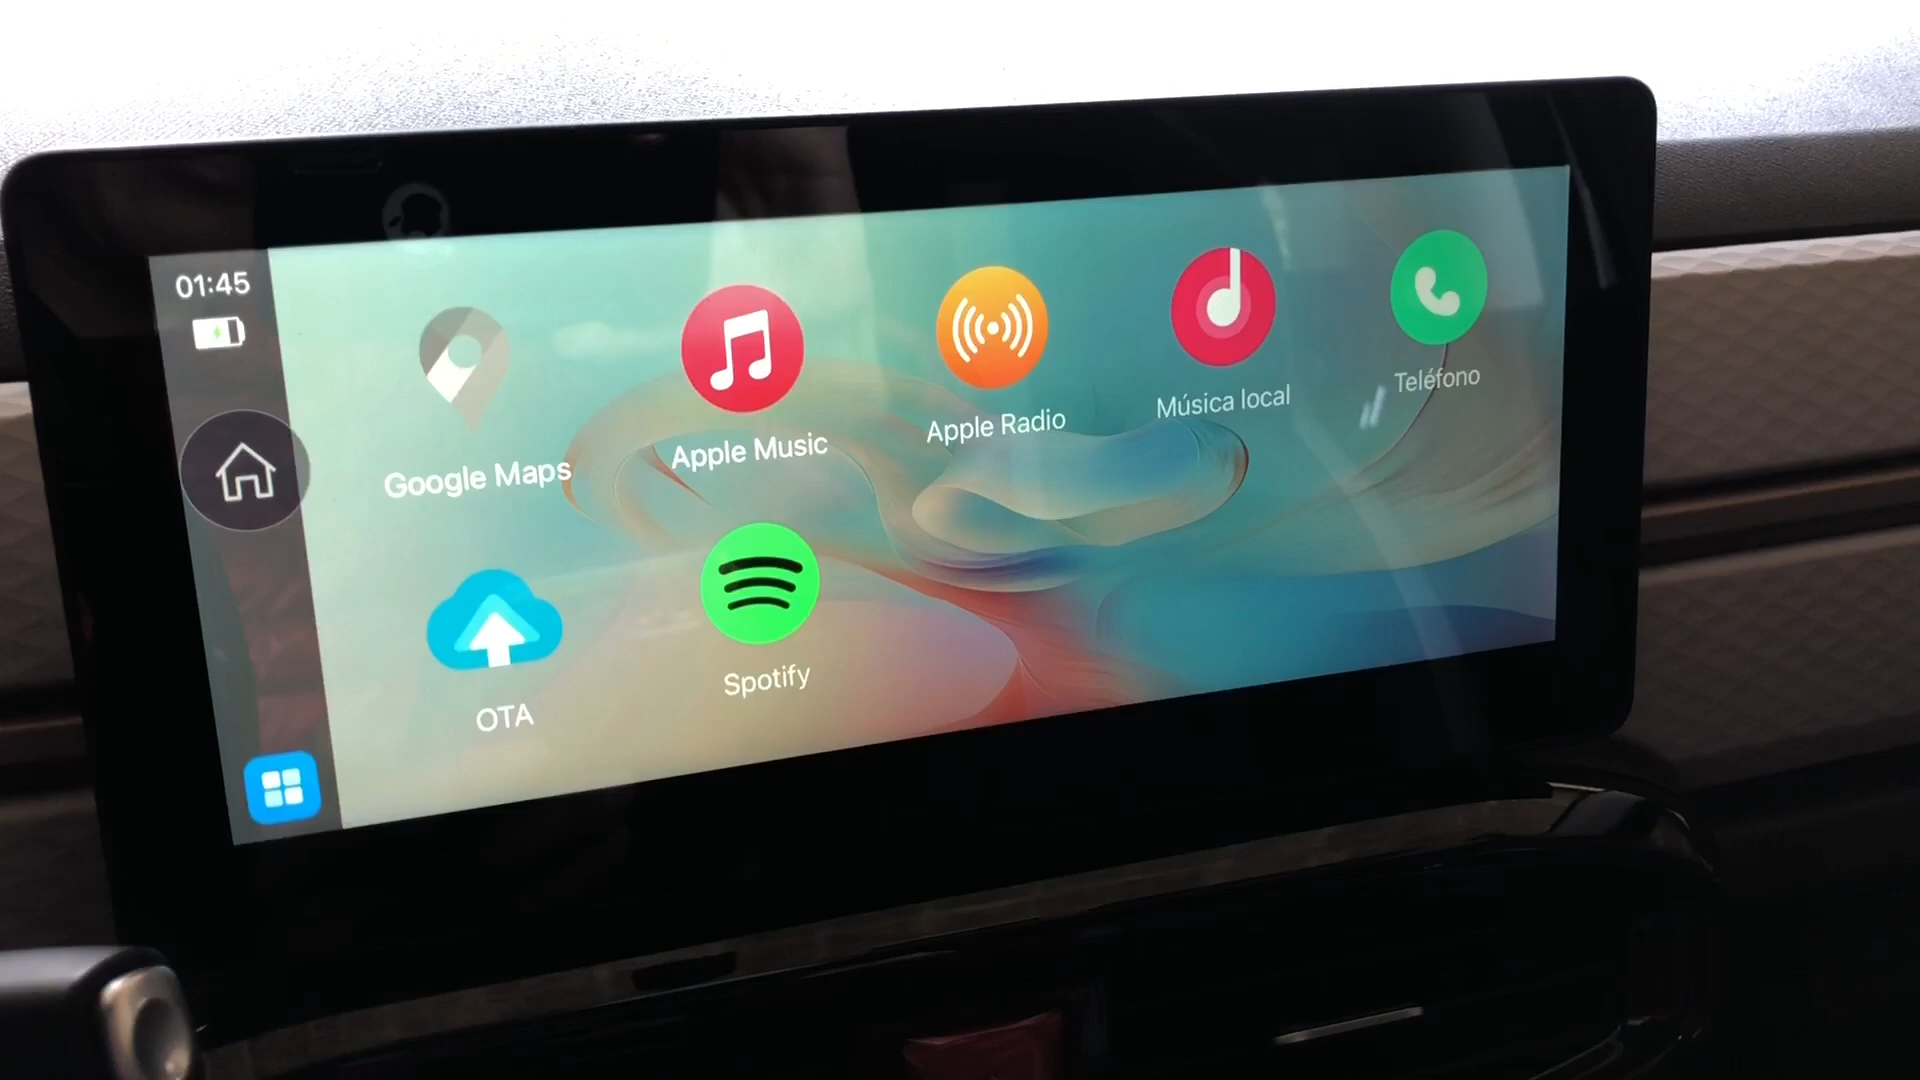 01:45
Google Maps
Apple Music
Apple Radio
Música local
Teléfono
OTA
Spotify